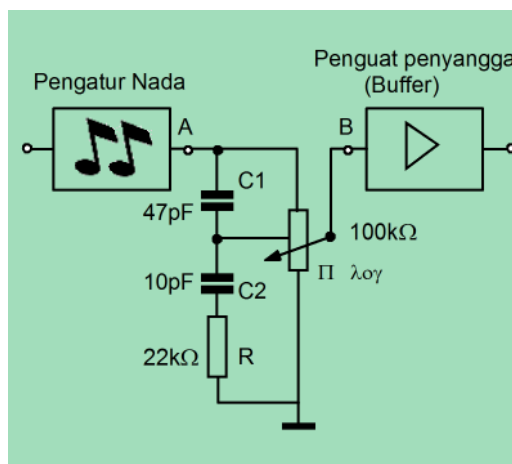 Penguat penyangga
(Buffer)
Pengatur Nada
A
B
C1
47pF
100kΩ
Π λογ
10pF
C2
22kΩ
R